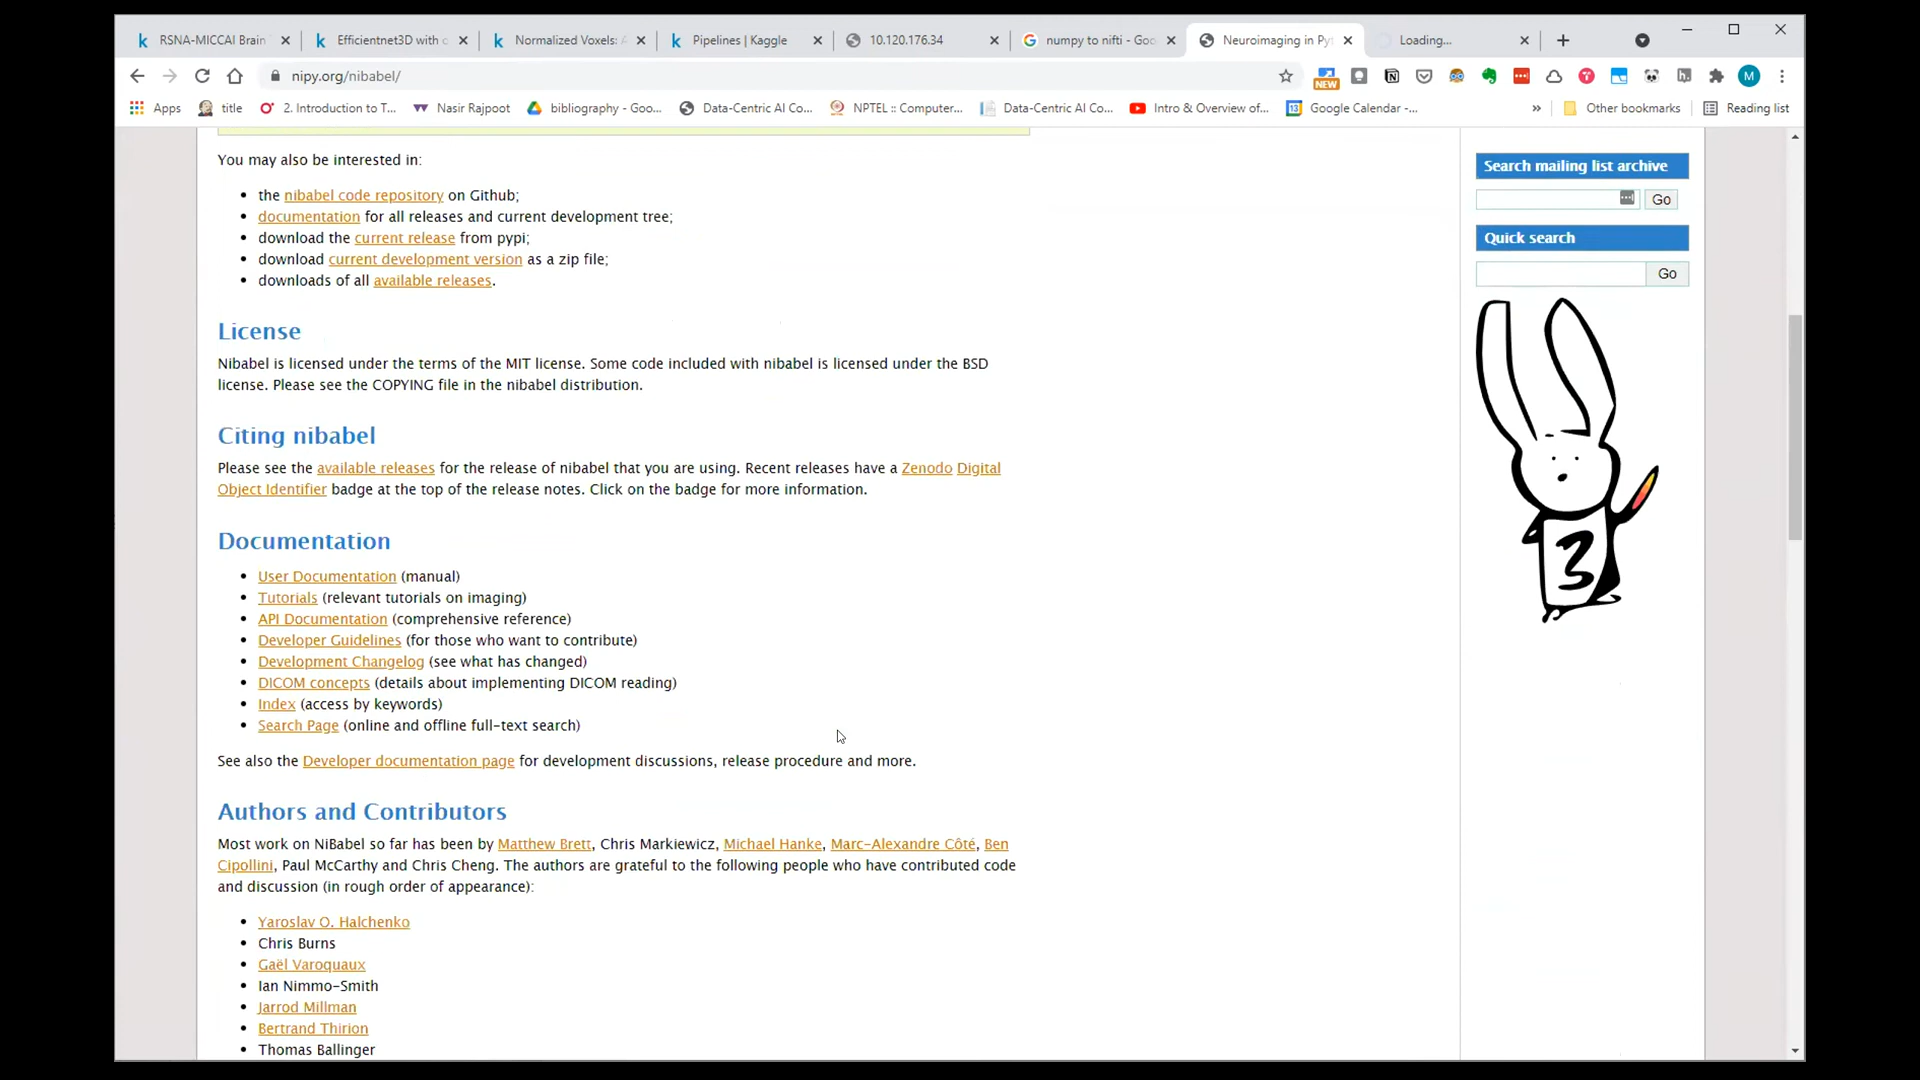 RSNA-MICCAI Brain
Efficientnet3D with
Normalized Voxels: A
Pipelines | Kaggle
10.120.176.34
numpy to nifti - Goo
Neuroimaging in Pyt
Loading...
nipy.org/nibabel/
NEW
M
Apps
title
2. Introduction to T...
Nasir Rajpoot
bibliography - Goo...
Data-Centric AI Co...
NPTEL :: Computer...
Data-Centric AI Co...
Intro & Overview of...
Google Calendar -...
»
Other bookmarks
Reading list
You may also be interested in:
• the nibabel code repository on Github;
• documentation for all releases and current development tree;
• download the current release from pypi;
• download current development version as a zip file;
• downloads of all available releases.
License
Nibabel is licensed under the terms of the MIT license. Some code included with nibabel is licensed under the BSD
license. Please see the COPYING file in the nibabel distribution.
Citing nibabel
Please see the available releases for the release of nibabel that you are using. Recent releases have a Zenodo Digital
Object Identifier badge at the top of the release notes. Click on the badge for more information.
Documentation
• User Documentation (manual)
• Tutorials (relevant tutorials on imaging)
• API Documentation (comprehensive reference)
• Developer Guidelines (for those who want to contribute)
• Development Changelog (see what has changed)
• DICOM concepts (details about implementing DICOM reading)
• Index (access by keywords)
• Search Page (online and offline full-text search)
See also the Developer documentation page for development discussions, release procedure and more.
Authors and Contributors
Most work on NiBabel so far has been by Matthew Brett, Chris Markiewicz, Michael Hanke, Marc-Alexandre Côté, Ben
Cipollini, Paul McCarthy and Chris Cheng. The authors are grateful to the following people who have contributed code
and discussion (in rough order of appearance):
• Yaroslav O. Halchenko
• Chris Burns
• Gaël Varoquaux
• Ian Nimmo-Smith
• Jarrod Millman
• Bertrand Thirion
• Thomas Ballinger
Search mailing list archive
Go
Quick search
Go
3